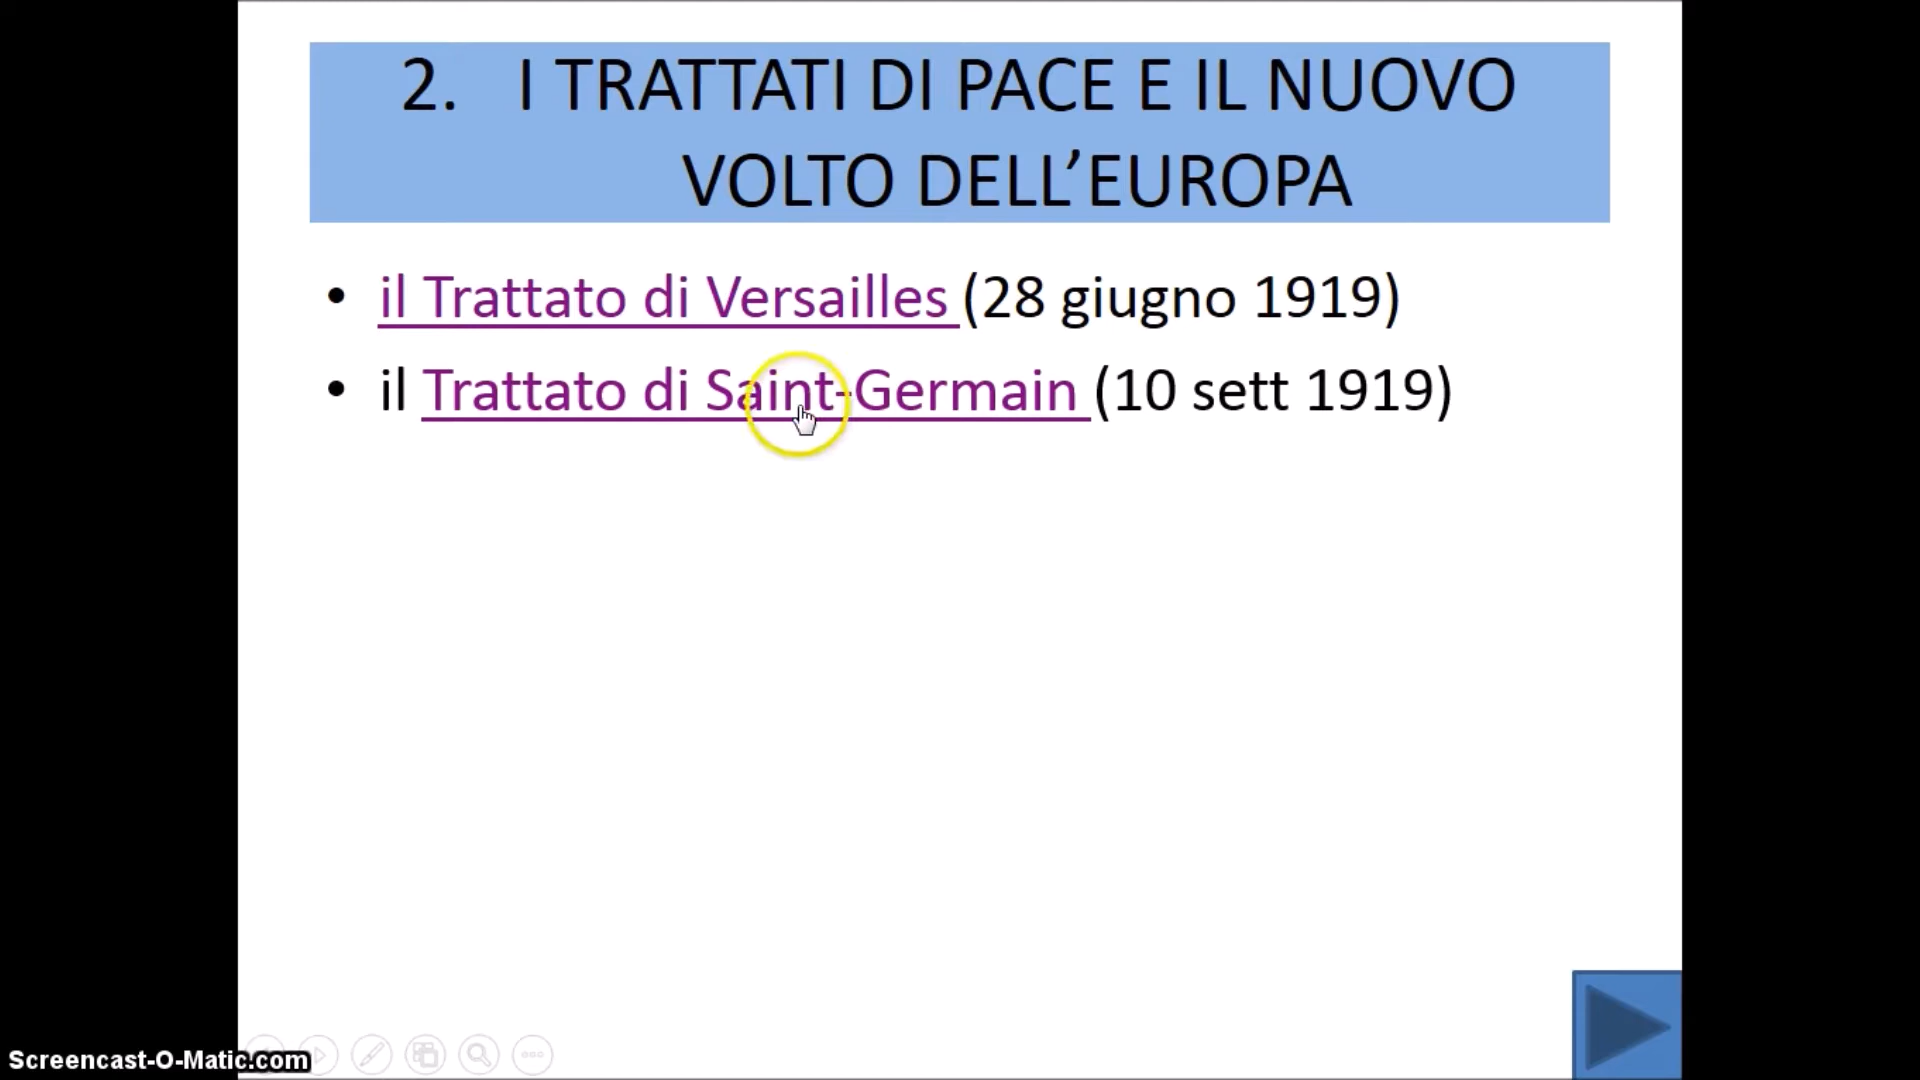 2. I TRATTATI DI PACE E IL NUOVO
VOLTO DELL’EUROPA
• il Trattato di Versailles (28 giugno 1919)
• il Trattato di Saint-Germain (10 sett 1919)
Screencast-O-Matic.com